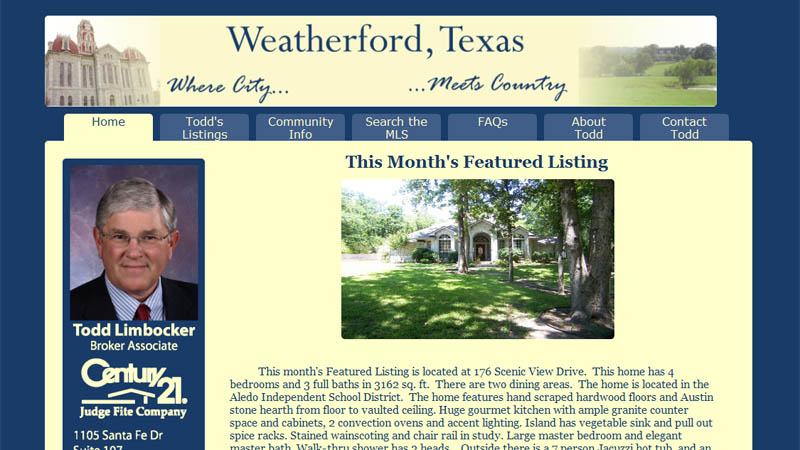 Weatherford, Texas
Where City... ...Meets Country
Home
Todd's
Listings
Community
Info
Search the
MLS
FAQs
About
Todd
Contact
Todd
This Month's Featured Listing
Todd Limbocker
Broker Associate
Century 21.
Judge Fite Company
1105 Santa Fe Dr
Suite 107
This month's Featured Listing is located at 176 Scenic View Drive. This home has 4
bedrooms and 3 full baths in 3162 sq. ft. There are two dining areas. The home is located in the
Aledo Independent School District. The home features hand scraped hardwood floors and Austin
stone hearth from floor to vaulted ceiling. Huge gourmet kitchen with ample granite counter
space and cabinets, 2 convection ovens and accent lighting. Island has vegetable sink and pull out
spice racks. Stained wainscoting and chair rail in study. Large master bedroom and elegant
master bath. Walk-thru shower has 2 heads. Outside there is a 7 person Jacuzzi hot tub, and an